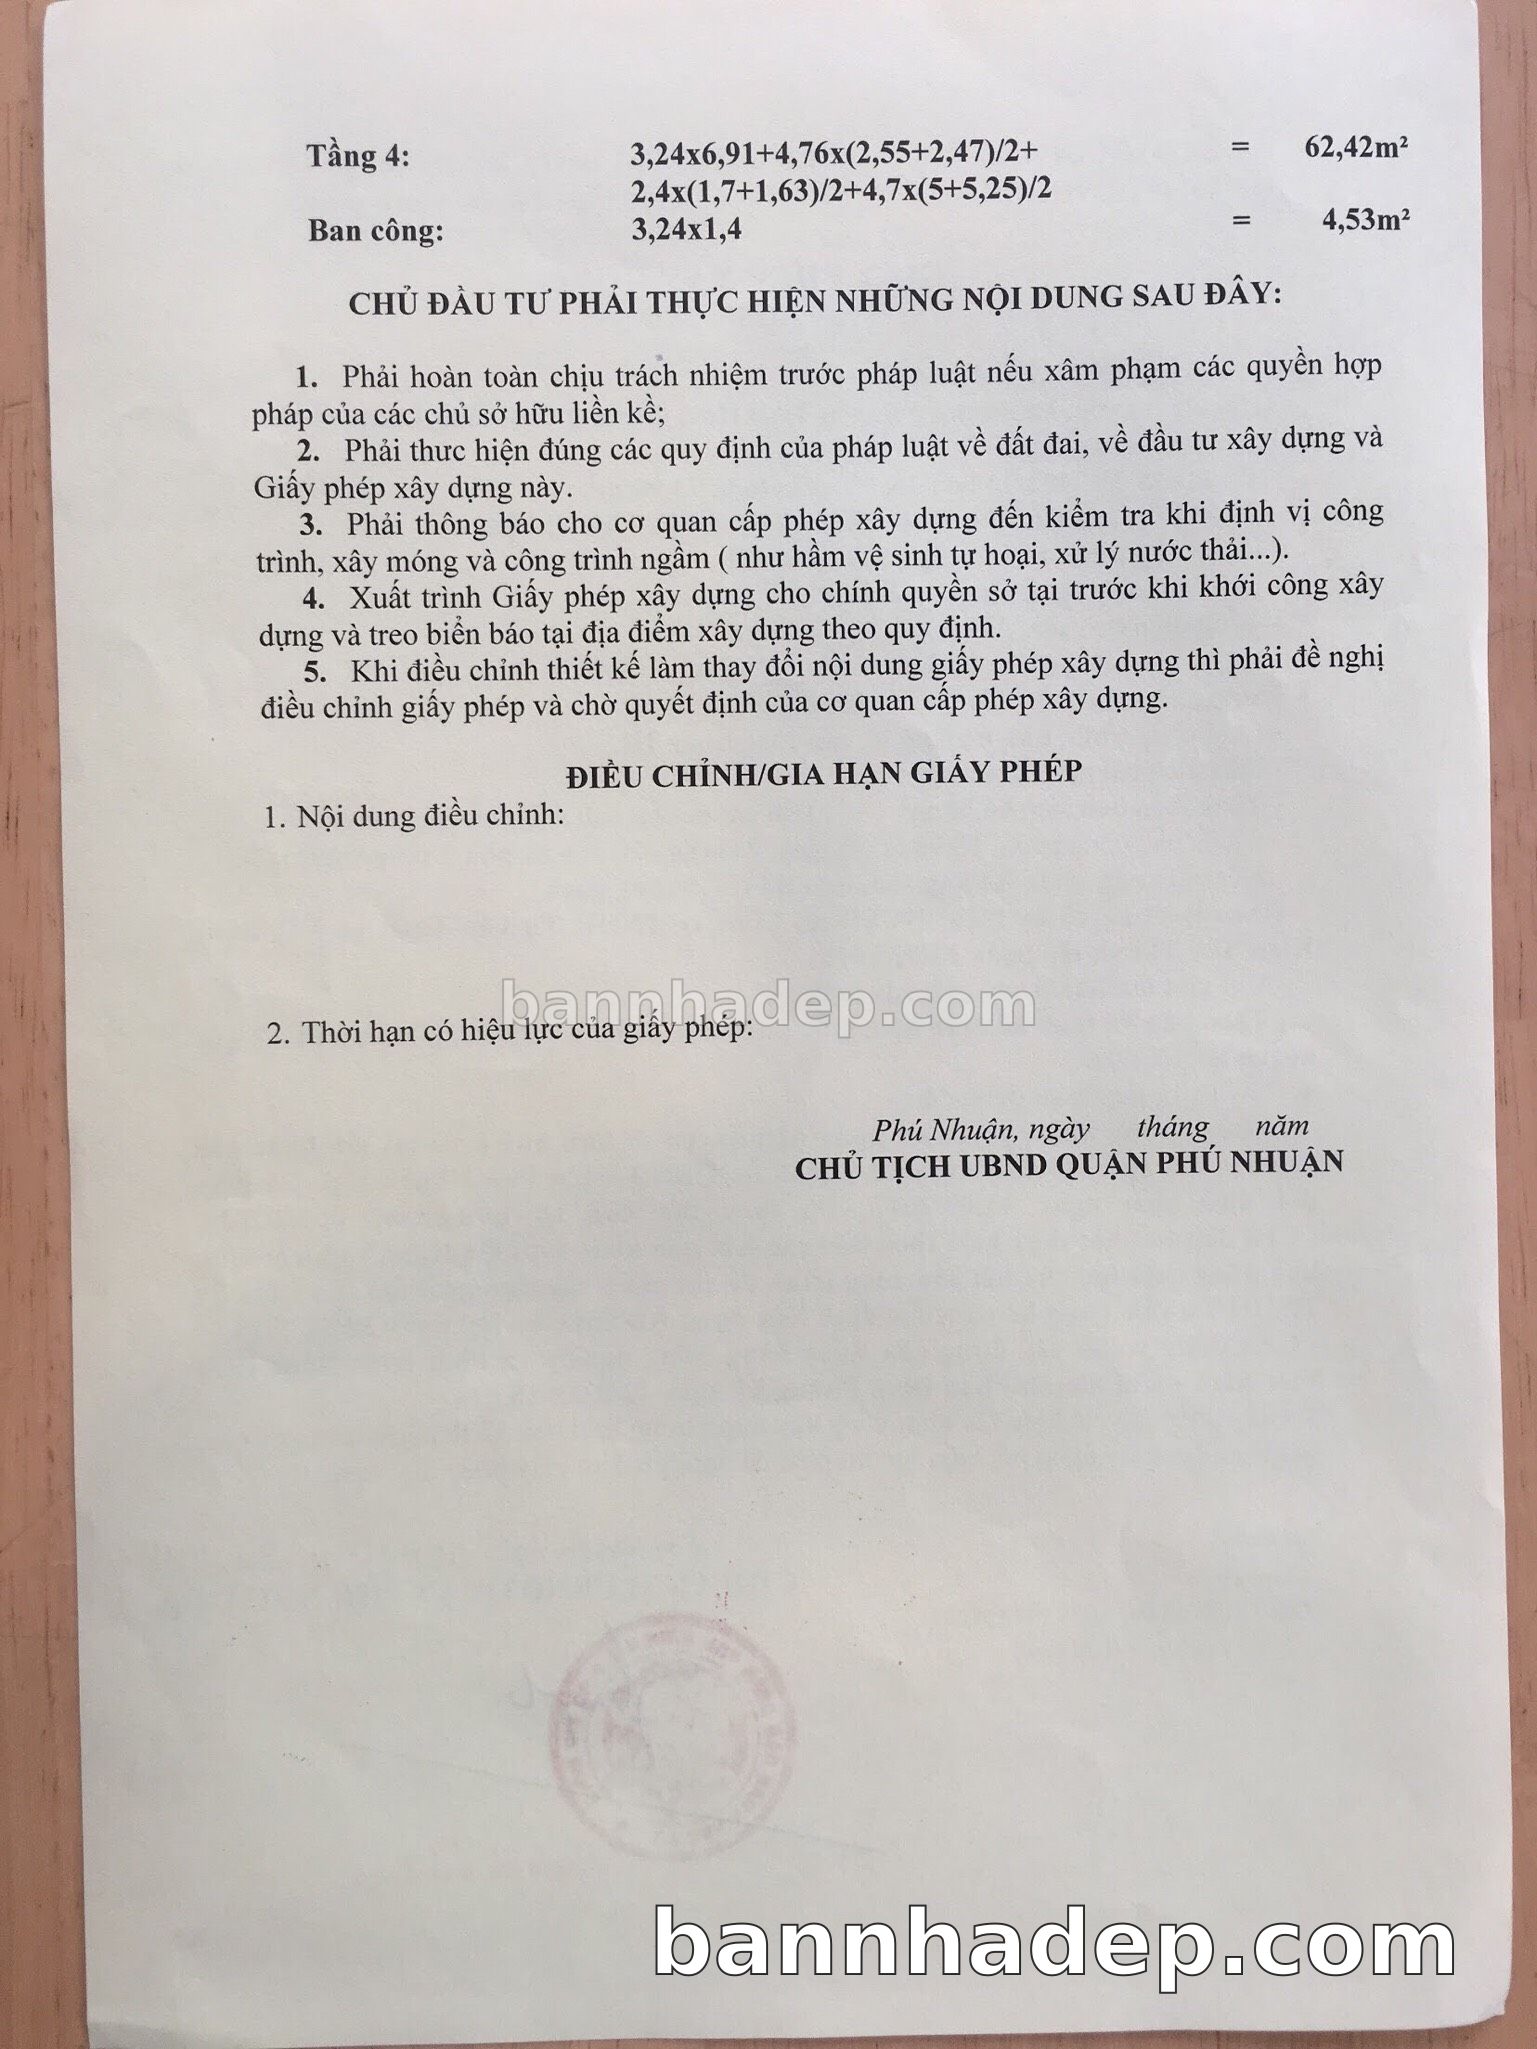 Tầng 4: 3,24x6,91+4,76x(2,55+2,47)/2+ = 62,42m²
2,4x(1,7+1,63)/2+4,7x(5+5,25)/2
Ban công: 3,24x1,4 = 4,53m²
CHỦ ĐẦU TƯ PHẢI THỰC HIỆN NHỮNG NỘI DUNG SAU ĐÂY:
1. Phải hoàn toàn chịu trách nhiệm trước pháp luật nếu xâm phạm các quyền hợp
pháp của các chủ sở hữu liền kề;
2. Phải thưc hiện đúng các quy định của pháp luật về đất đai, về đầu tư xây dựng và
Giấy phép xây dựng này.
3. Phải thông báo cho cơ quan cấp phép xây dựng đến kiểm tra khi định vị công
trình, xây móng và công trình ngầm ( như hầm vệ sinh tự hoại, xử lý nước thải...).
4. Xuất trình Giấy phép xây dựng cho chính quyền sở tại trước khi khới công xây
dựng và treo biển báo tại địa điểm xây dựng theo quy định.
5. Khi điều chỉnh thiết kế làm thay đổi nội dung giấy phép xây dựng thì phải đề nghị
điều chỉnh giấy phép và chờ quyết định của cơ quan cấp phép xây dựng.
ĐIỀU CHỈNH/GIA HẠN GIẤY PHÉP
1. Nội dung điều chỉnh:
bannhadep.com
2. Thời hạn có hiệu lực của giấy phép:
Phú Nhuận, ngày tháng năm
CHỦ TỊCH UBND QUẬN PHÚ NHUẬN
bannhadep.com